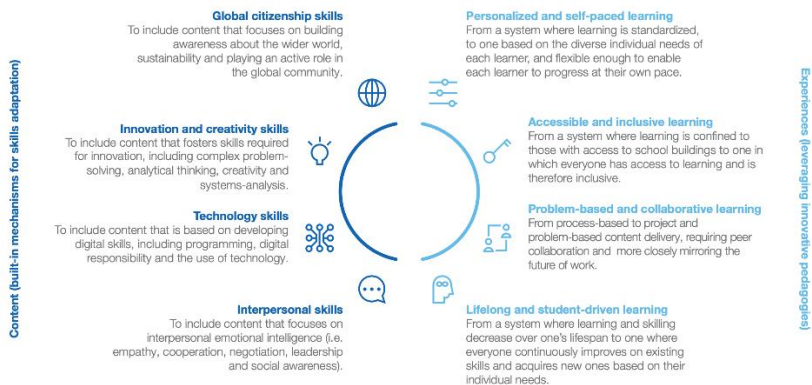 Content (built-in mechanisms for skills adaptation)
Global citizenship skills
To include content that focuses on building
awareness about the wider world,
sustainability and playing an active role in
the global community.
Innovation and creativity skills
To include content that fosters skills required
for innovation, including complex problem-
solving, analytical thinking, creativity and
systems-analysis.
Technology skills
To include content that is based on developing
digital skills, including programming, digital
responsibility and the use of technology.
Interpersonal skills
To include content that focuses on
interpersonal emotional intelligence (i.e.
empathy, cooperation, negotiation, leadership
and social awareness).
Personalized and self-paced learning
From a system where learning is standardized,
to one based on the diverse individual needs of
each learner, and flexible enough to enable
each learner to progress at their own pace.
Accessible and inclusive learning
From a system where learning is confined to
those with access to school buildings to one in
which everyone has access to learning and is
therefore inclusive.
Problem-based and collaborative learning
From process-based to project and
problem-based content delivery, requiring peer
collaboration and more closely mirroring the
future of work.
Lifelong and student-driven learning
From a system where learning and skilling
decrease over one's lifespan to one where
everyone continuously improves on existing
skills and acquires new ones based on their
individual needs.
Experiences (leveraging innovative pedagogies)